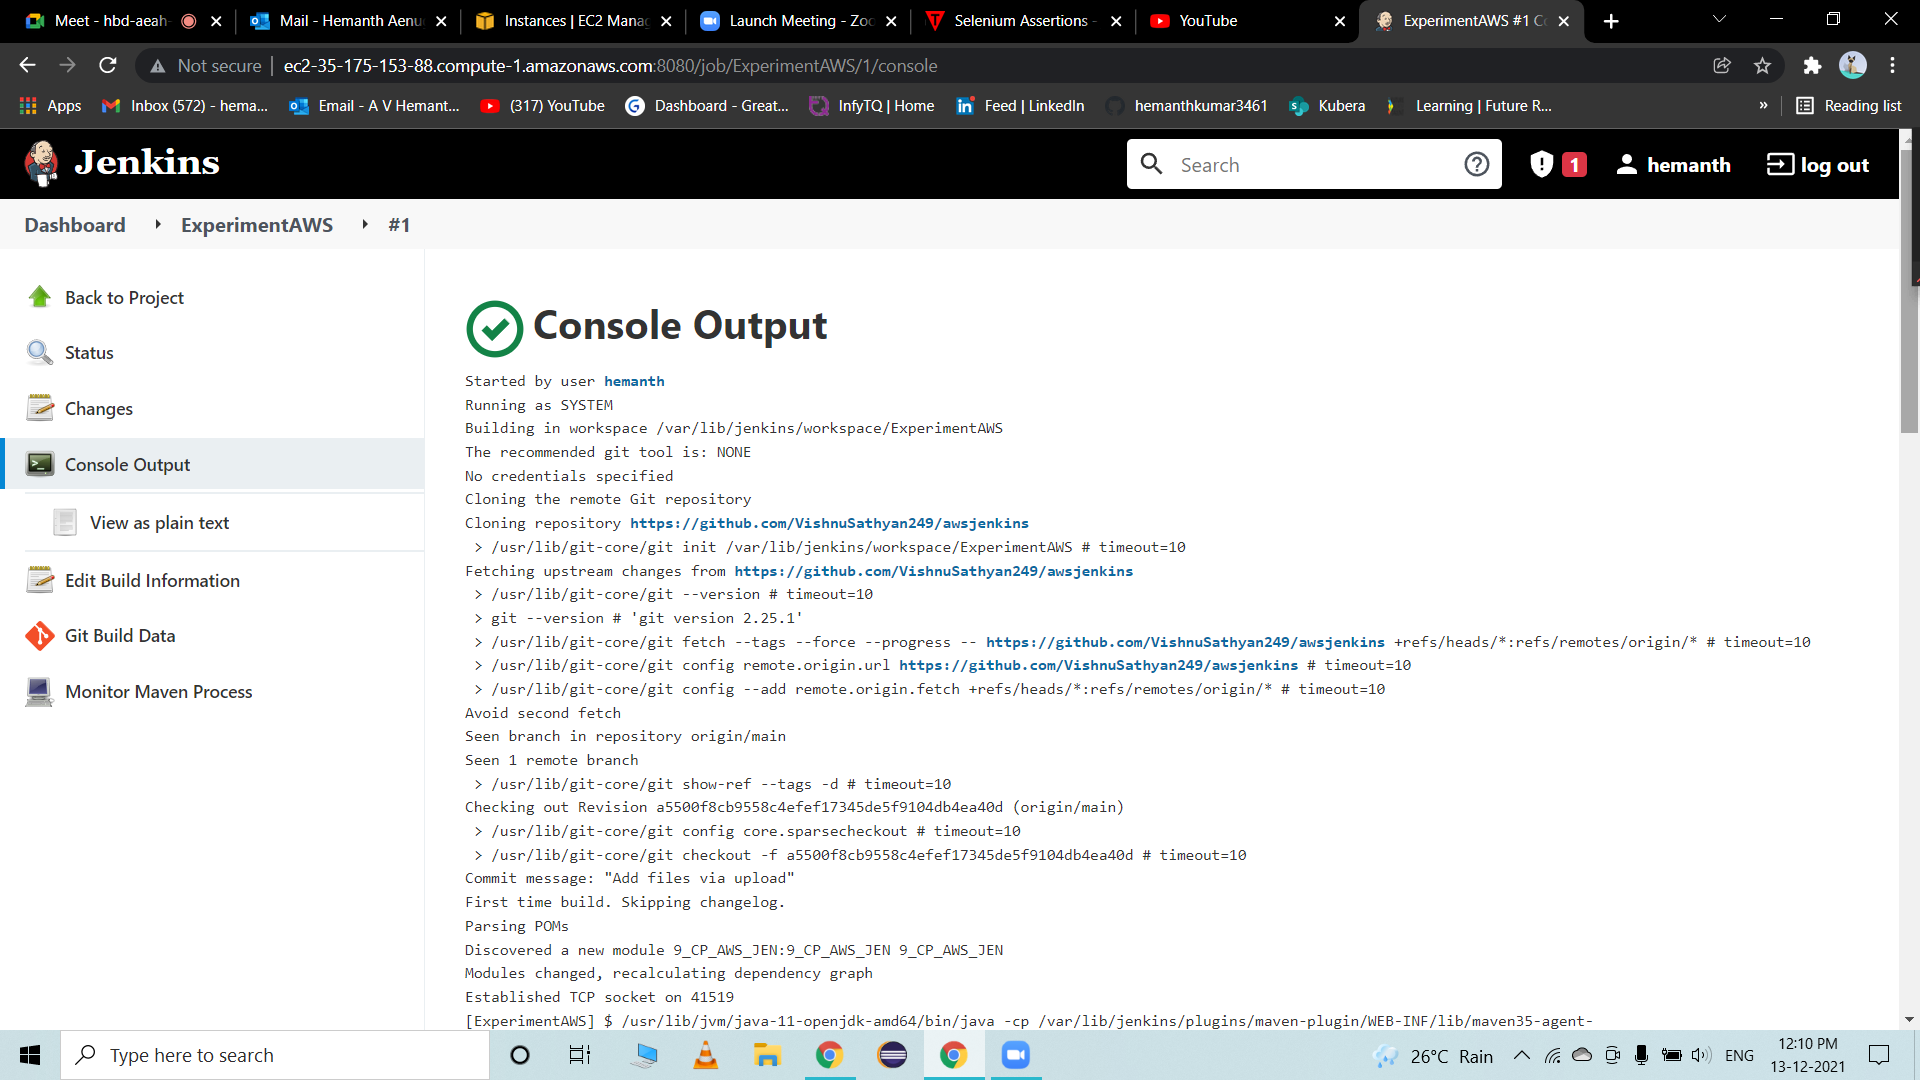 Meet - hbd-aeah-
Mail - Hemanth Aenu
Instances | EC2 Manag
Launch Meeting - Zoo
Selenium Assertions -
YouTube
ExperimentAWS #1 Co
Not secure | ec2-35-175-153-88.compute-1.amazonaws.com:8080/job/ExperimentAWS/1/console
Apps
Inbox (572) - hema...
Email - A V Hemant...
(317) YouTube
Dashboard - Great...
InfyTQ | Home
Feed | LinkedIn
hemanthkumar3461
Kubera
Learning | Future R...
»
Reading list
Jenkins
Search
1
hemanth
log out
Dashboard
ExperimentAWS
#1
Back to Project
Status
Changes
Console Output
View as plain text
Edit Build Information
Git Build Data
Monitor Maven Process
Console Output
Started by user hemanth
Running as SYSTEM
Building in workspace /var/lib/jenkins/workspace/ExperimentAWS
The recommended git tool is: NONE
No credentials specified
Cloning the remote Git repository
Cloning repository https://github.com/VishnuSathyan249/awsjenkins
> /usr/lib/git-core/git init /var/lib/jenkins/workspace/ExperimentAWS # timeout=10
Fetching upstream changes from https://github.com/VishnuSathyan249/awsjenkins
> /usr/lib/git-core/git --version # timeout=10
> git --version # 'git version 2.25.1'
> /usr/lib/git-core/git fetch --tags --force --progress -- https://github.com/VishnuSathyan249/awsjenkins +refs/heads/*:refs/remotes/origin/* # timeout=10
> /usr/lib/git-core/git config remote.origin.url https://github.com/VishnuSathyan249/awsjenkins # timeout=10
> /usr/lib/git-core/git config --add remote.origin.fetch +refs/heads/*:refs/remotes/origin/* # timeout=10
Avoid second fetch
Seen branch in repository origin/main
Seen 1 remote branch
> /usr/lib/git-core/git show-ref --tags -d # timeout=10
Checking out Revision a5500f8cb9558c4efef17345de5f9104db4ea40d (origin/main)
> /usr/lib/git-core/git config core.sparsecheckout # timeout=10
> /usr/lib/git-core/git checkout -f a5500f8cb9558c4efef17345de5f9104db4ea40d # timeout=10
Commit message: "Add files via upload"
First time build. Skipping changelog.
Parsing POMs
Discovered a new module 9_CP_AWS_JEN:9_CP_AWS_JEN 9_CP_AWS_JEN
Modules changed, recalculating dependency graph
Established TCP socket on 41519
[ExperimentAWS] $ /usr/lib/jvm/java-11-openjdk-amd64/bin/java -cp /var/lib/jenkins/plugins/maven-plugin/WEB-INF/lib/maven35-agent-
Type here to search
26°C Rain
ENG
12:10 PM
13-12-2021